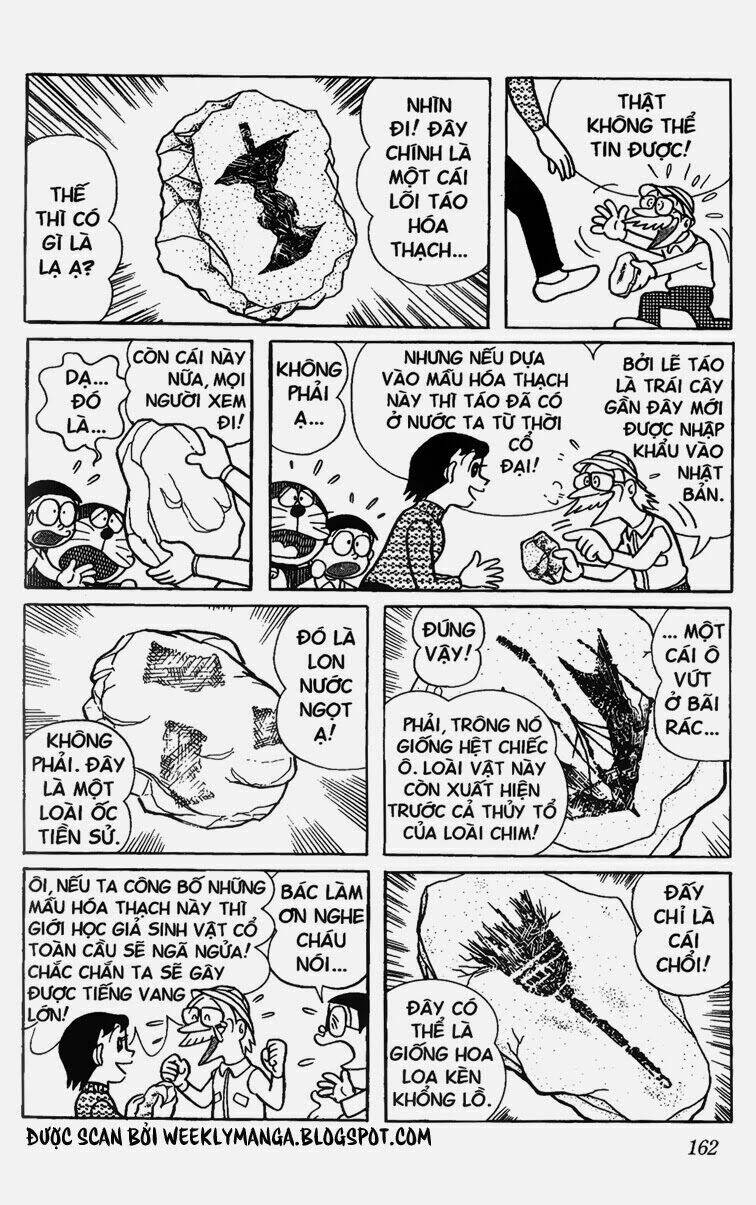 THẬT
KHÔNG THỂ
TIN ĐƯỢC!
NHÌN
ĐI! ĐÂY
CHÍNH LÀ
MỘT CÁI
LÕI TÁO
HÓA
THẠCH...
THẾ
THÌ CÓ
GÌ LÀ
LẠ Ạ?
BỞI LẼ TÁO
LÀ TRÁI CÂY
GẦN ĐÂY MỚI
ĐƯỢC NHẬP
KHẨU VÀO
NHẬT
BẢN.
NHƯNG NẾU DỰA
VÀO MẨU HÓA THẠCH
NÀY THÌ TÁO ĐÃ CÓ
Ở NƯỚC TA TỪ THỜI
CỔ
ĐẠI!
KHÔNG
PHẢI
Ạ...
CÒN CÁI NÀY
NỮA, MỌI
NGƯỜI XEM
ĐI!
DẠ...
ĐÓ
LÀ...
... MỘT
CÁI Ô
VỨT
Ở BÃI
RÁC...
ĐÚNG
VẬY!
PHẢI, TRÔNG NÓ
GIỐNG HỆT CHIẾC
Ô. LOÀI VẬT NÀY
CÒN XUẤT HIỆN
TRƯỚC CẢ THỦY TỔ
CỦA LOÀI CHIM!
ĐÓ LÀ
LON
NƯỚC
NGỌT
Ạ!
KHÔNG
PHẢI. ĐÂY
LÀ MỘT
LOÀI ỐC
TIỀN SỬ.
ĐẤY
CHỈ LÀ
CÁI
CHỔI!
ĐÂY CÓ
THỂ LÀ
GIỐNG HOA
LOA KÈN
KHỔNG LỒ.
BÁC LÀM
ƠN NGHE
CHÁU
NÓI...
ÔI, NẾU TA CÔNG BỐ NHỮNG
MẨU HÓA THẠCH NÀY THÌ
GIỚI HỌC GIẢ SINH VẬT CỔ
TOÀN CẦU SẼ NGÃ NGỬA!
CHẮC CHẮN TA SẼ GÂY
ĐƯỢC TIẾNG VANG
LỚN!
ĐƯỢC SCAN BỞI WEEKLYMANGA.BLOGSPOT.COM
162